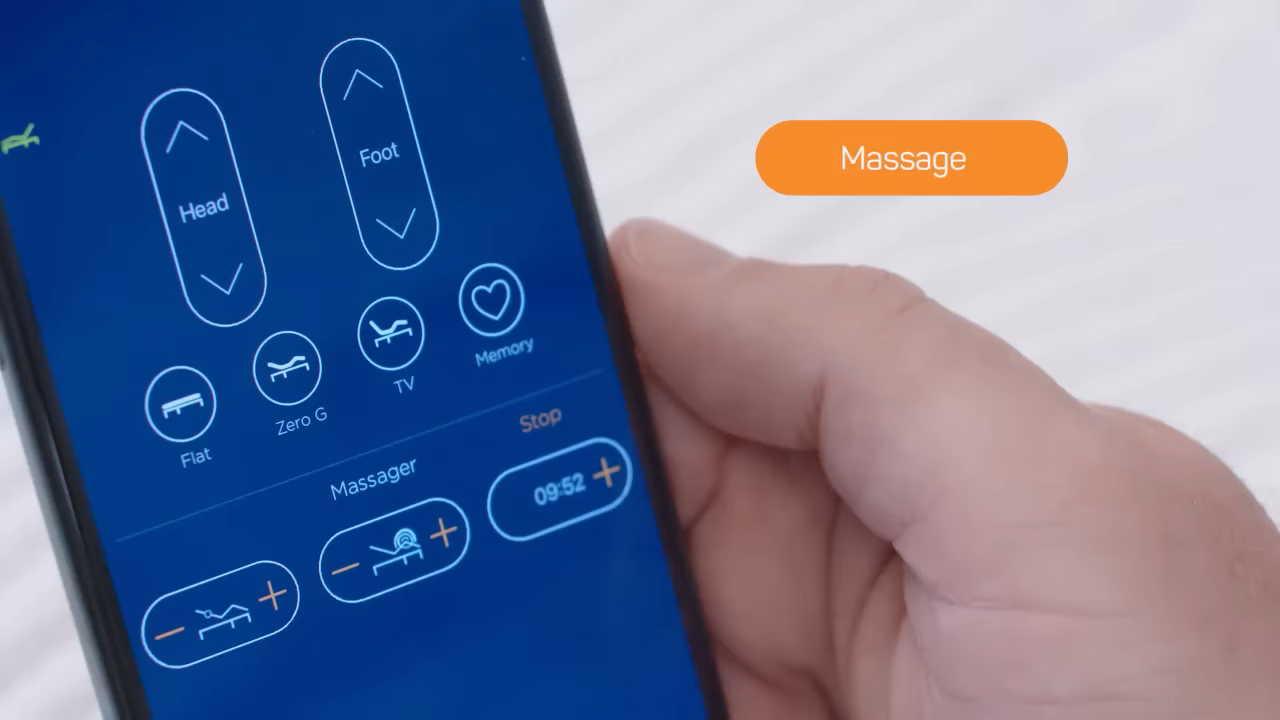 Massage
Head
Foot
Flat
Zero G
TV
Memory
Massager
Stop
09:52